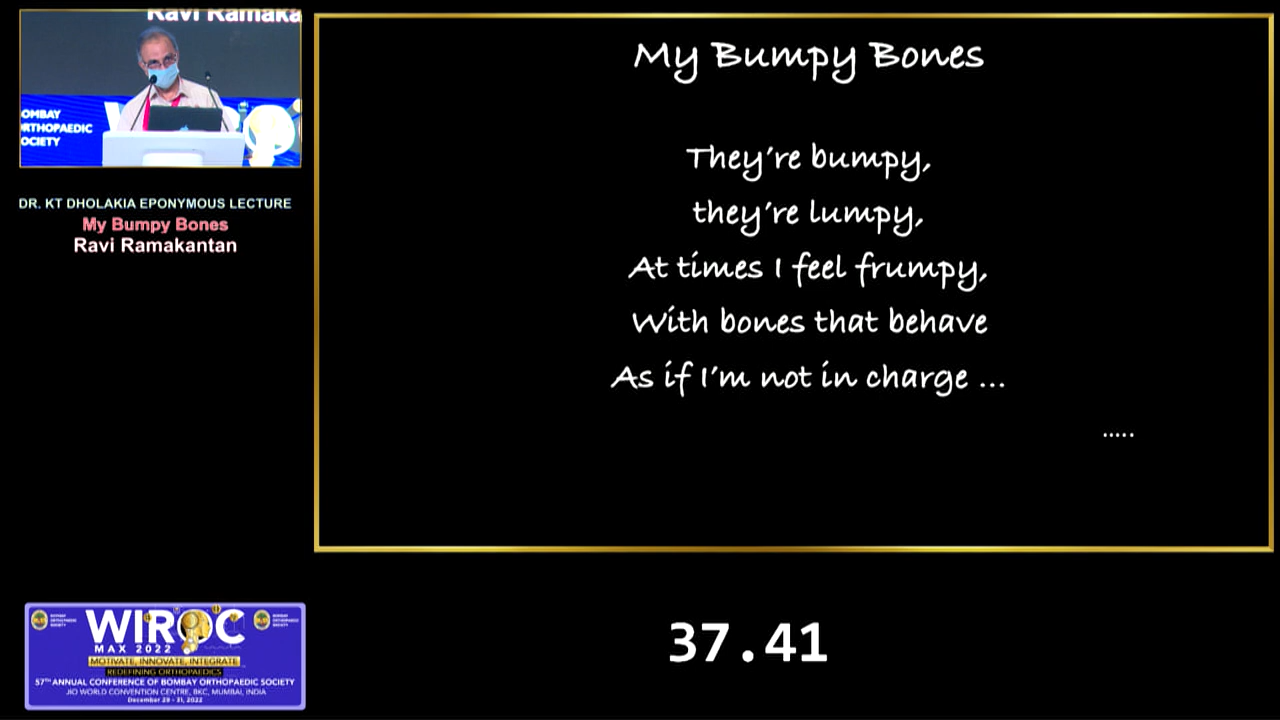 Ravi Ramaka
OMBAY
RTHOPAEDIC
OCIETY
DR. KT DHOLAKIA EPONYMOUS LECTURE
My Bumpy Bones
Ravi Ramakantan
My Bumpy Bones
They're bumpy,
they're lumpy,
At times I feel frumpy,
With bones that behave
As if I'm not in charge ...
.....
WIROC
MAX 2022
MOTIVATE, INNOVATE, INTEGRATE
REDEFINING ORTHOPAEDICS
57TH ANNUAL CONFERENCE OF BOMBAY ORTHOPAEDIC SOCIETY
JIO WORLD CONVENTION CENTRE, BKC, MUMBAI, INDIA
December 29 - 31, 2022
37.41